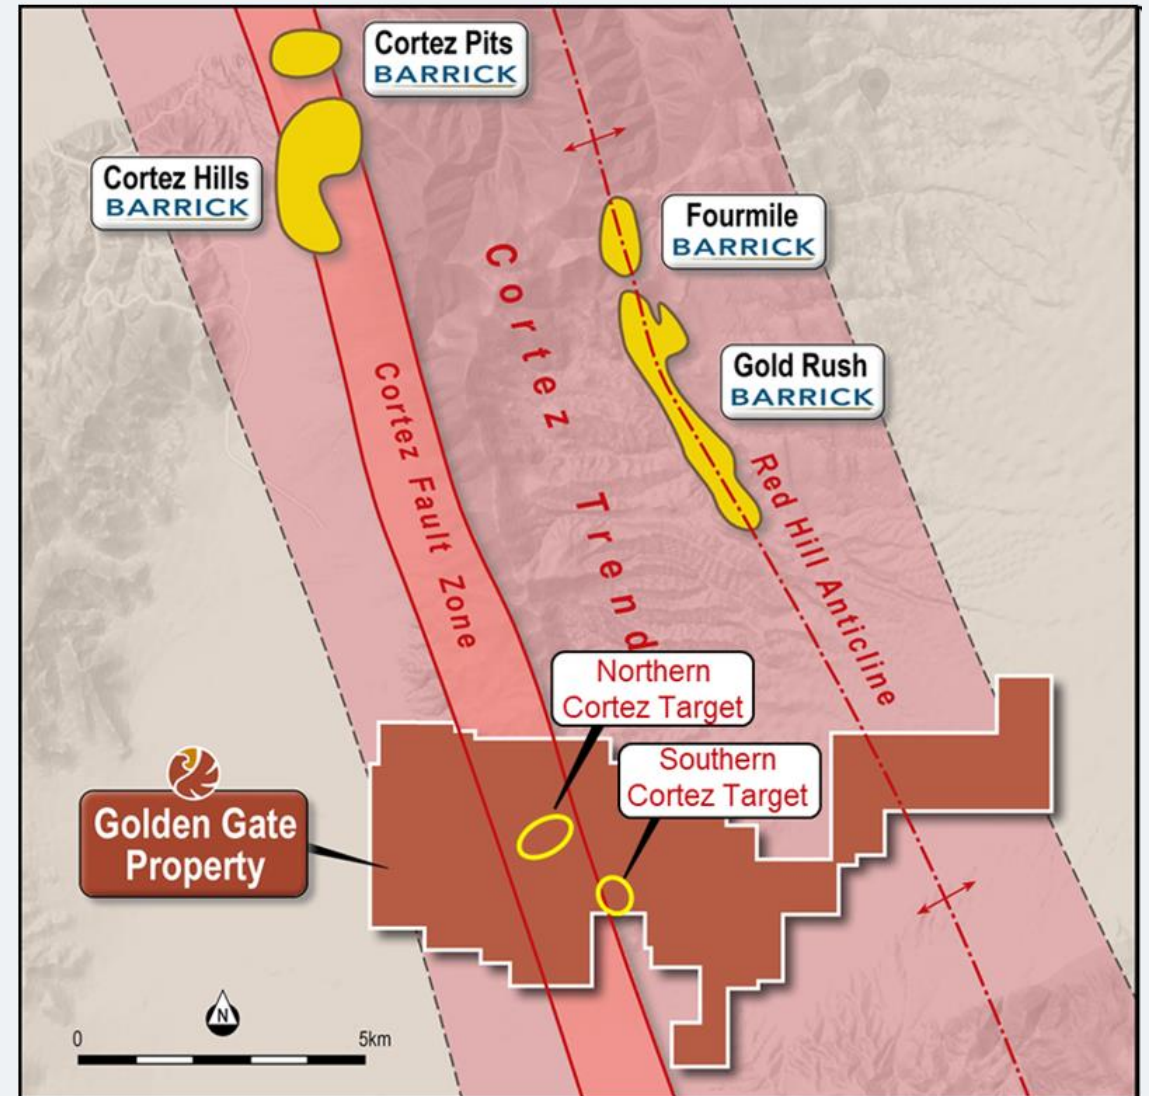 Cortez Pits
BARRICK
Cortez Hills
BARRICK
Fourmile
BARRICK
Gold Rush
BARRICK
Cortez Trend
Cortez Fault Zone
Red Hill Anticline
Northern
Cortez Target
Southern
Cortez Target
Golden Gate
Property
N
0
5km